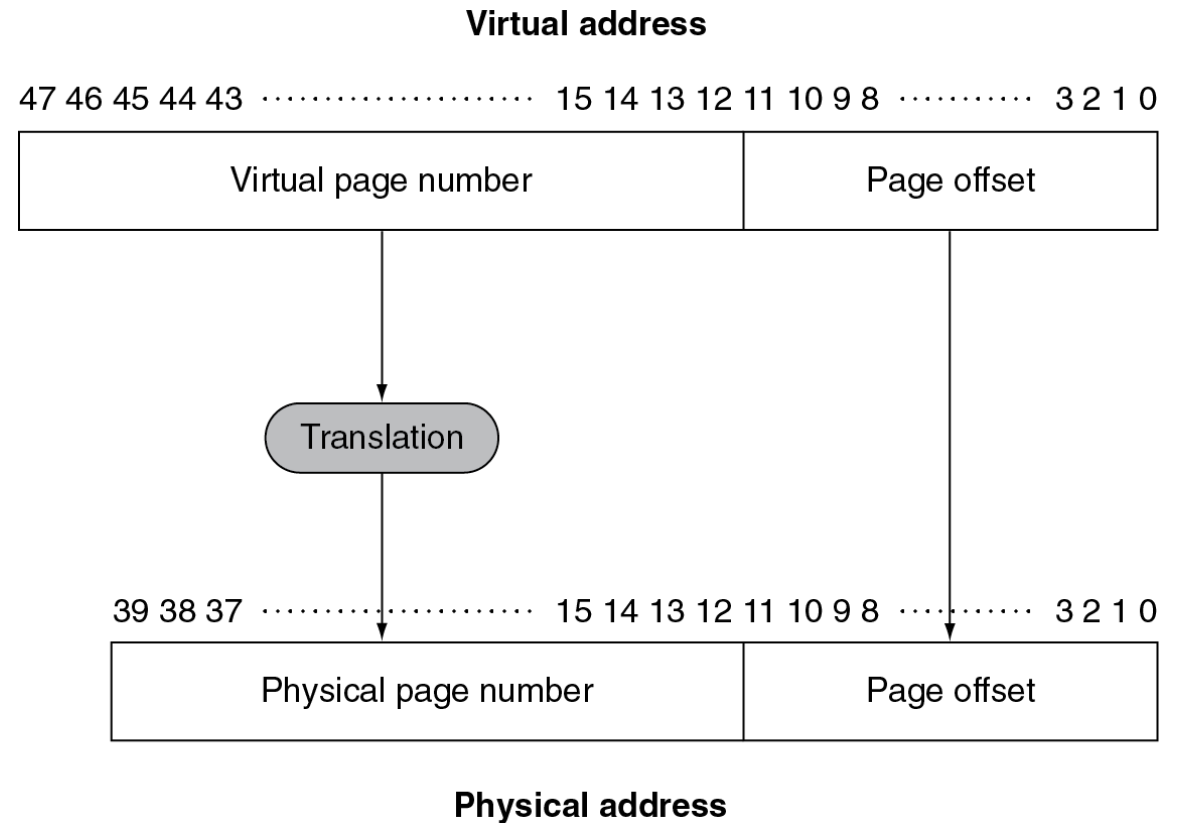 Virtual address
47 46 45 44 43 ····················· 15 14 13 12 11 10 9 8 ··········· 3 2 1 0
Virtual page number Page offset
Translation
39 38 37 ····················· 15 14 13 12 11 10 9 8 ··········· 3 2 1 0
Physical page number Page offset
Physical address